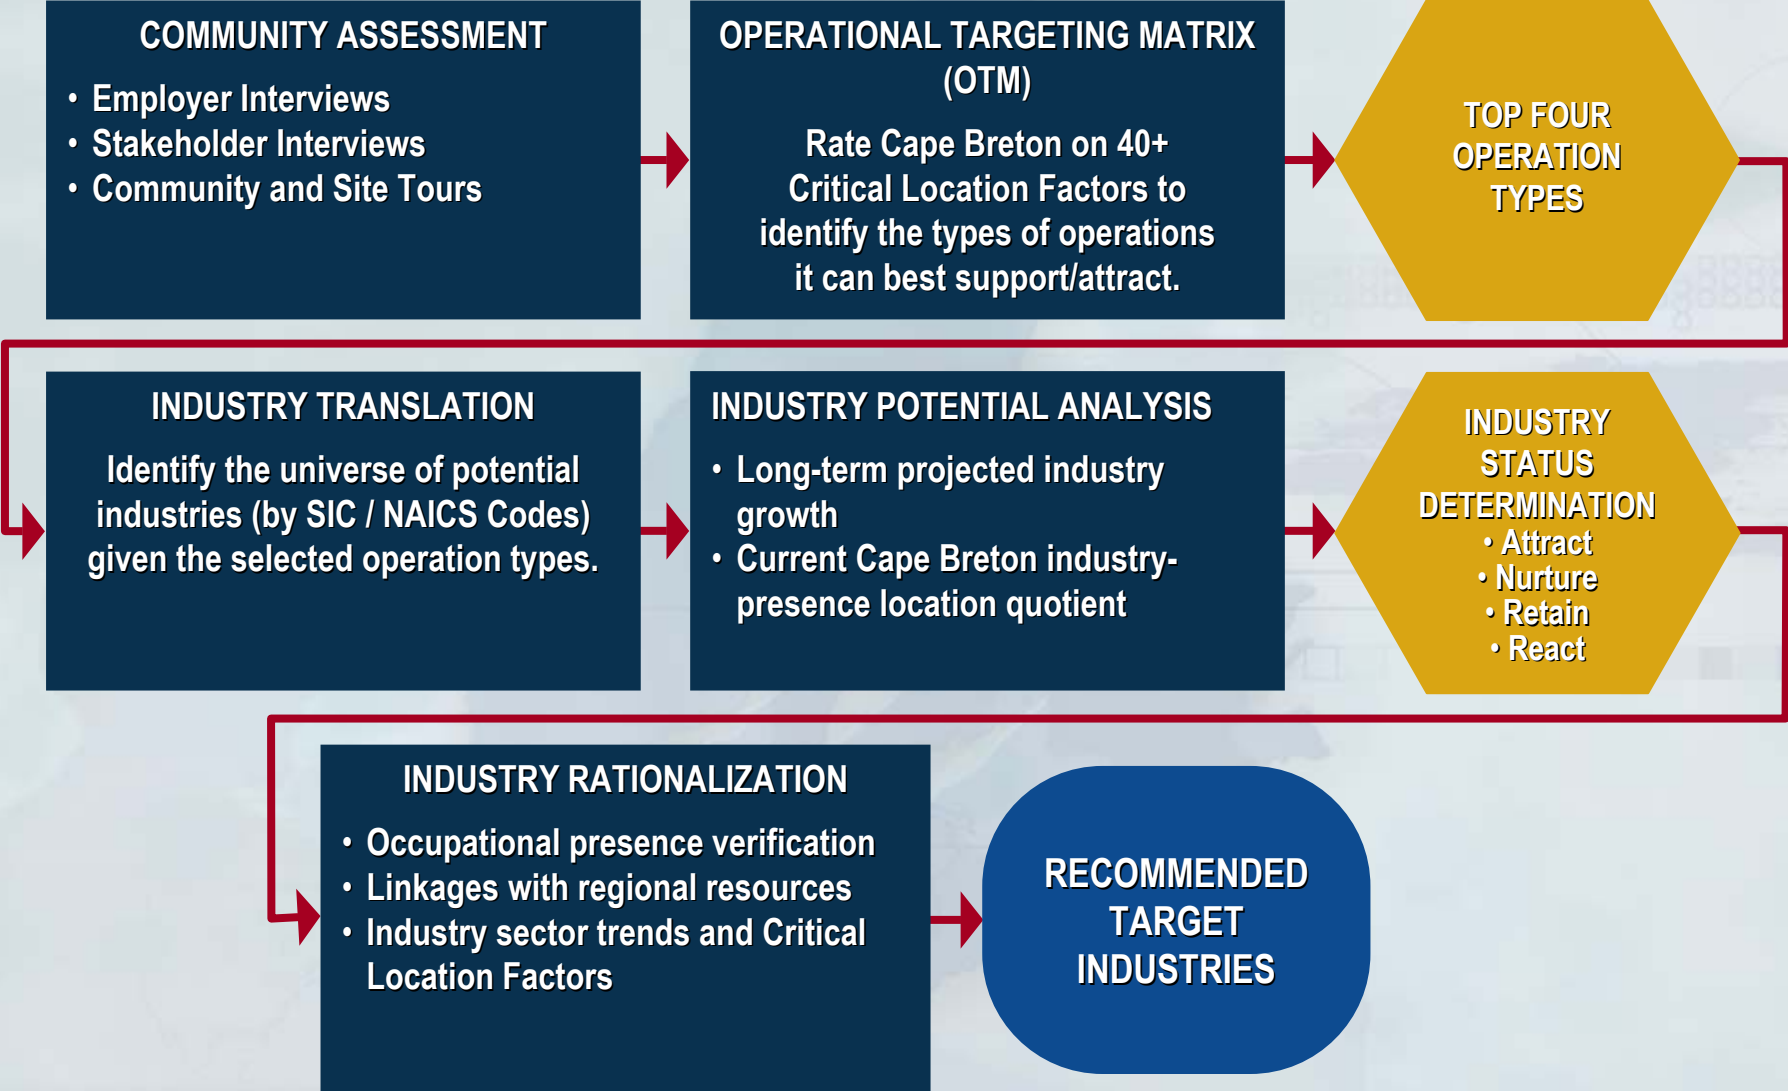 COMMUNITY ASSESSMENT
• Employer Interviews
• Stakeholder Interviews
• Community and Site Tours
OPERATIONAL TARGETING MATRIX
(OTM)
Rate Cape Breton on 40+
Critical Location Factors to
identify the types of operations
it can best support/attract.
TOP FOUR
OPERATION
TYPES
INDUSTRY TRANSLATION
Identify the universe of potential
industries (by SIC / NAICS Codes)
given the selected operation types.
INDUSTRY POTENTIAL ANALYSIS
• Long-term projected industry
growth
• Current Cape Breton industry-
presence location quotient
INDUSTRY
STATUS
DETERMINATION
• Attract
• Nurture
• Retain
• React
INDUSTRY RATIONALIZATION
• Occupational presence verification
• Linkages with regional resources
• Industry sector trends and Critical
Location Factors
RECOMMENDED
TARGET
INDUSTRIES